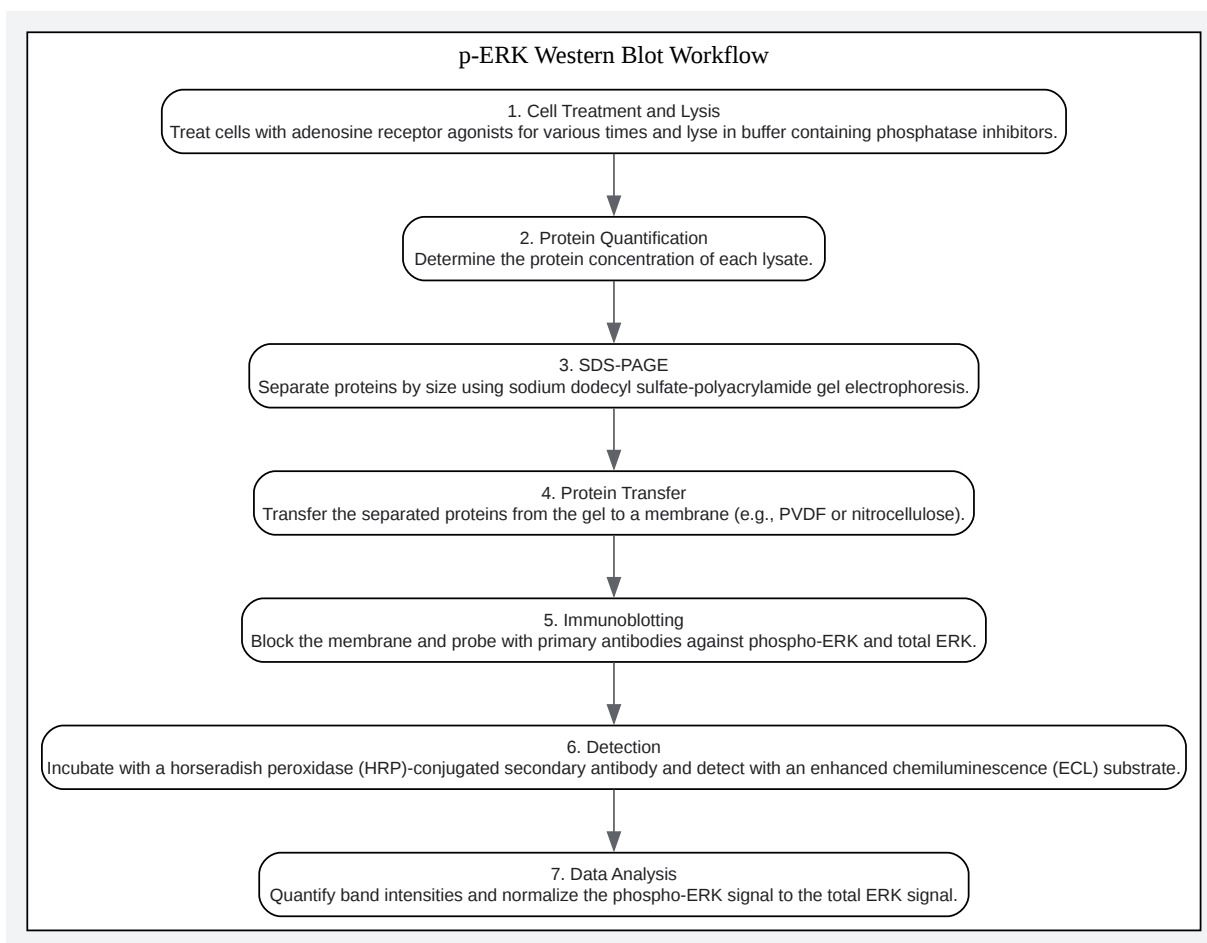 p-ERK Western Blot Workflow
1. Cell Treatment and Lysis
Treat cells with adenosine receptor agonists for various times and lyse in buffer containing phosphatase inhibitors.
2. Protein Quantification
Determine the protein concentration of each lysate.
3. SDS-PAGE
Separate proteins by size using sodium dodecyl sulfate-polyacrylamide gel electrophoresis.
4. Protein Transfer
Transfer the separated proteins from the gel to a membrane (e.g., PVDF or nitrocellulose).
5. Immunoblotting
Block the membrane and probe with primary antibodies against phospho-ERK and total ERK.
6. Detection
Incubate with a horseradish peroxidase (HRP)-conjugated secondary antibody and detect with an enhanced chemiluminescence (ECL) substrate.
7. Data Analysis
Quantify band intensities and normalize the phospho-ERK signal to the total ERK signal.